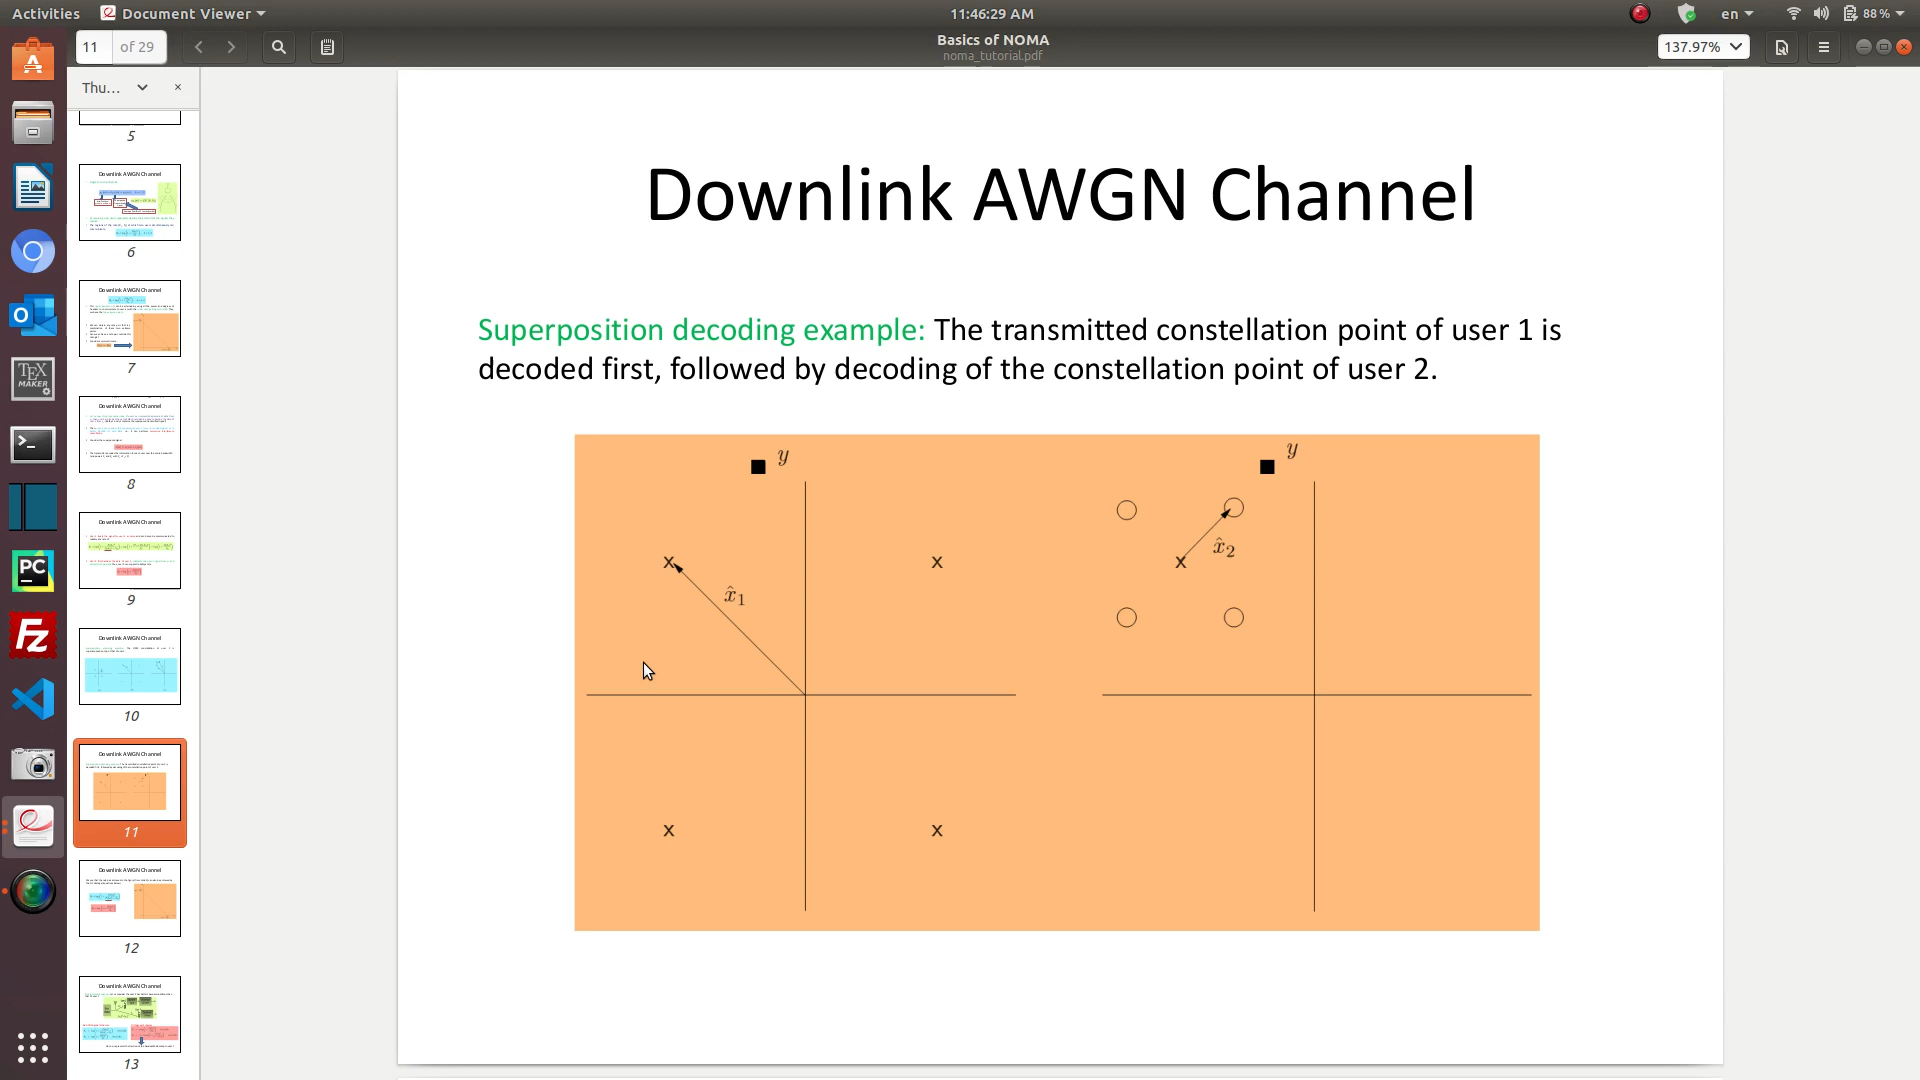 Activities
Document Viewer
11:46:29 AM
en
88 %
11
of 29
Basics of NOMA
noma_tutorial.pdf
137.97%
Thu...
5
Downlink AWGN Channel
6
Downlink AWGN Channel
7
Downlink AWGN Channel
8
Downlink AWGN Channel
9
Downlink AWGN Channel
10
Downlink AWGN Channel
11
Downlink AWGN Channel
12
Downlink AWGN Channel
13
TEX
MAKER
PC
Fz
Downlink AWGN Channel
Superposition decoding example: The transmitted constellation point of user 1 is
decoded first, followed by decoding of the constellation point of user 2.
y
y
x
x
x̂₁
x
x̂₂
x
x